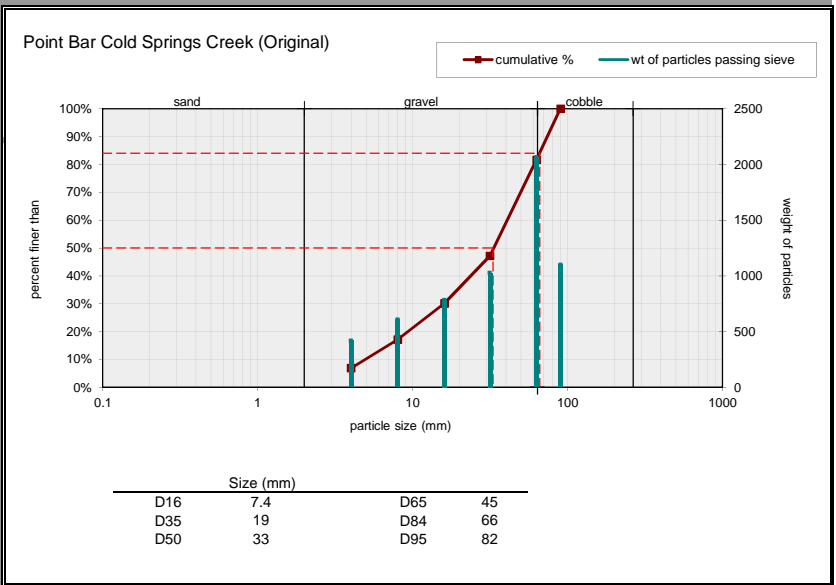 Point Bar Cold Springs Creek (Original)
cumulative % wt of particles passing sieve
sand gravel cobble
100% 2500
90%
80% 2000
70%
60% 1500
50%
40% 1000
30%
20% 500
10%
0% 0
percent finer than
weight of particles
0.1 1 10 100 1000
particle size (mm)
Size (mm)
D16 7.4 D65 45
D35 19 D84 66
D50 33 D95 82